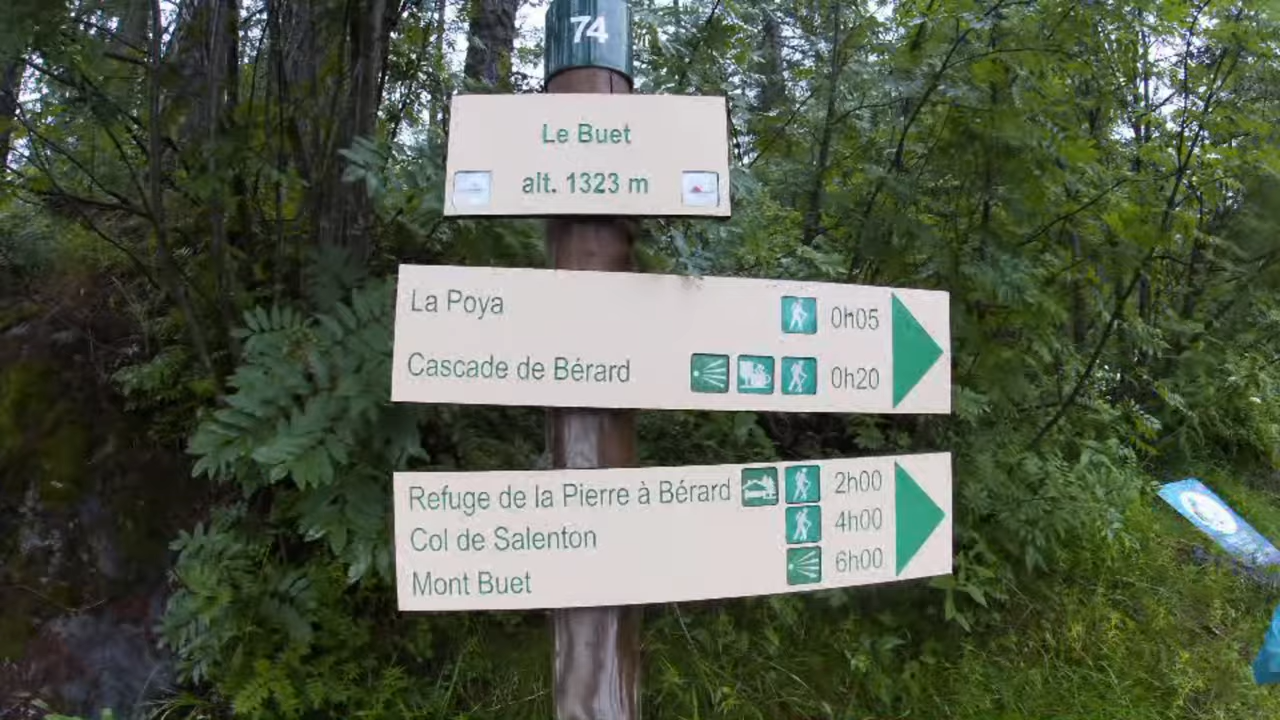 74
Le Buet
alt. 1323 m
La Poya 0h05
Cascade de Bérard 0h20
Refuge de la Pierre à Bérard 2h00
Col de Salenton 4h00
Mont Buet 6h00